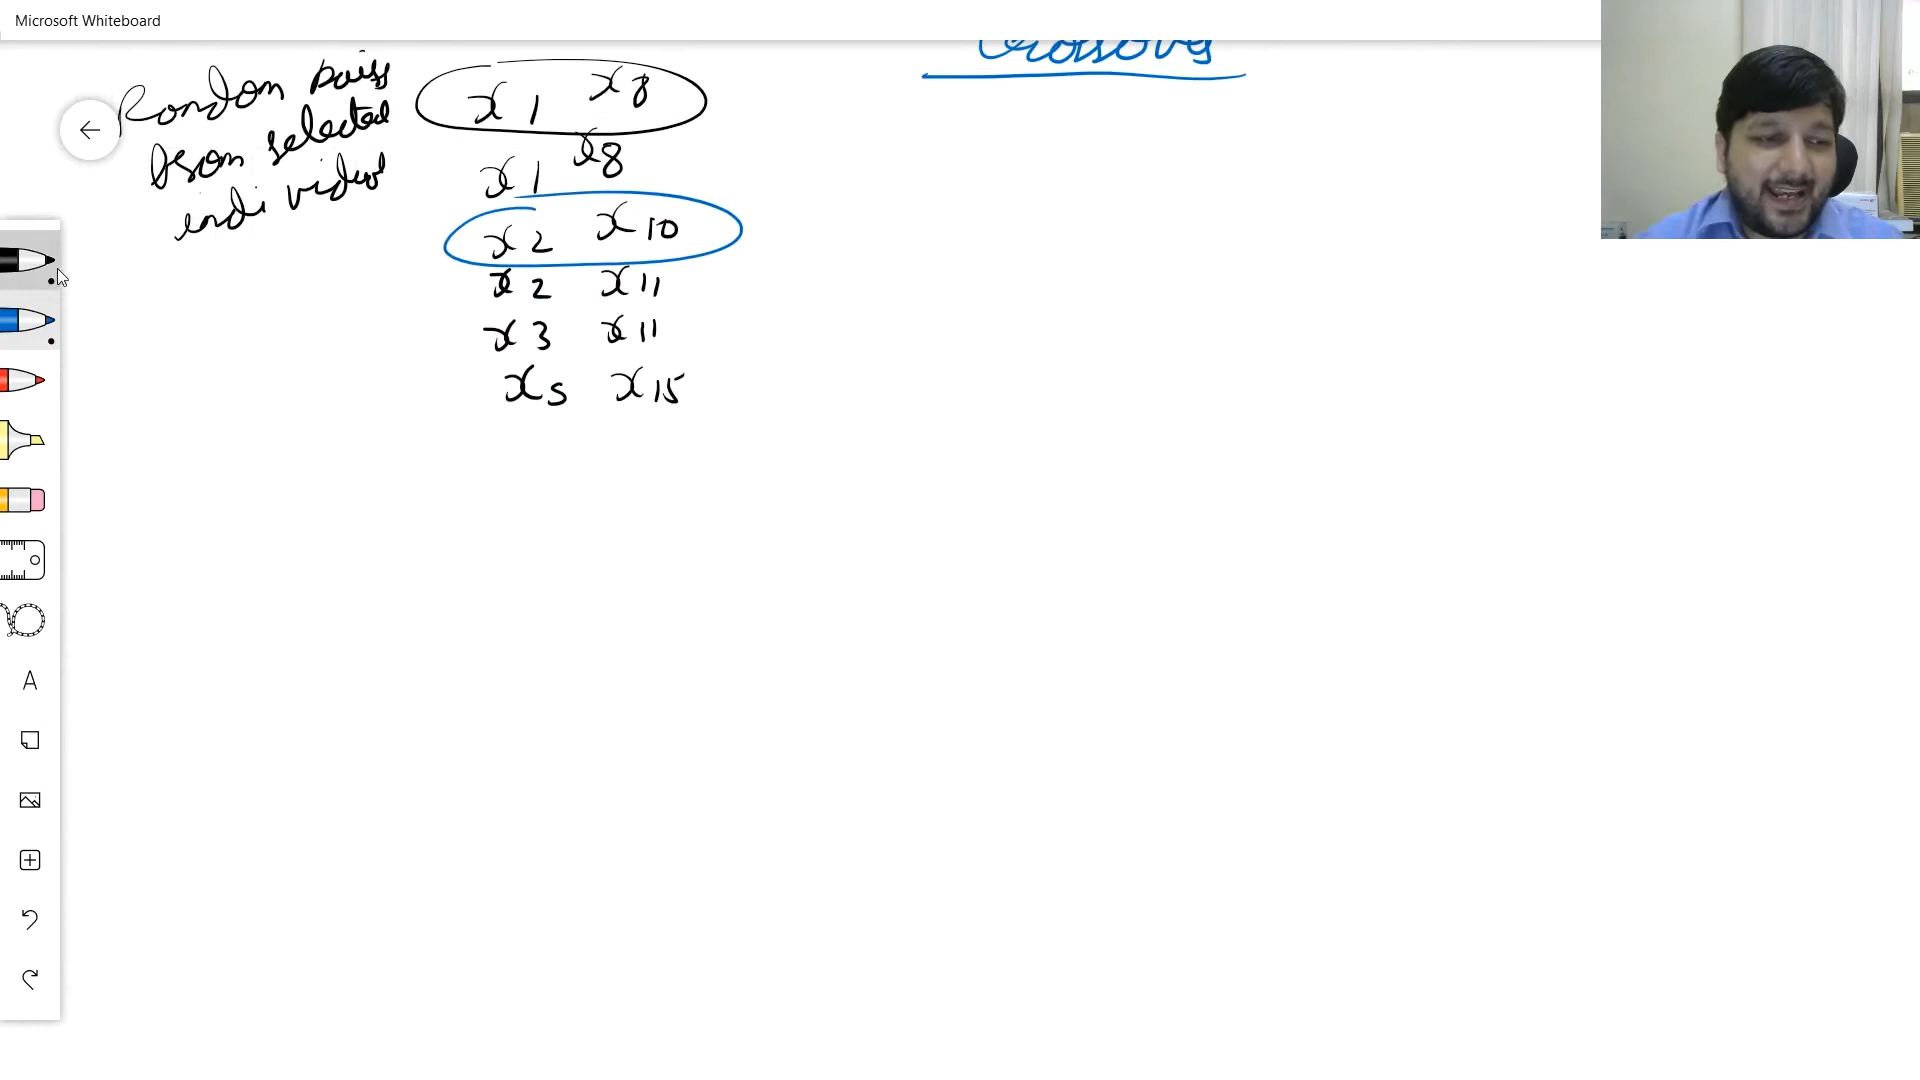 Microsoft Whiteboard
Crossover
Random pairs
from selected
individual
x1 x8
x1 x8
x2 x10
x2 x11
x3 x11
x5 x15
A